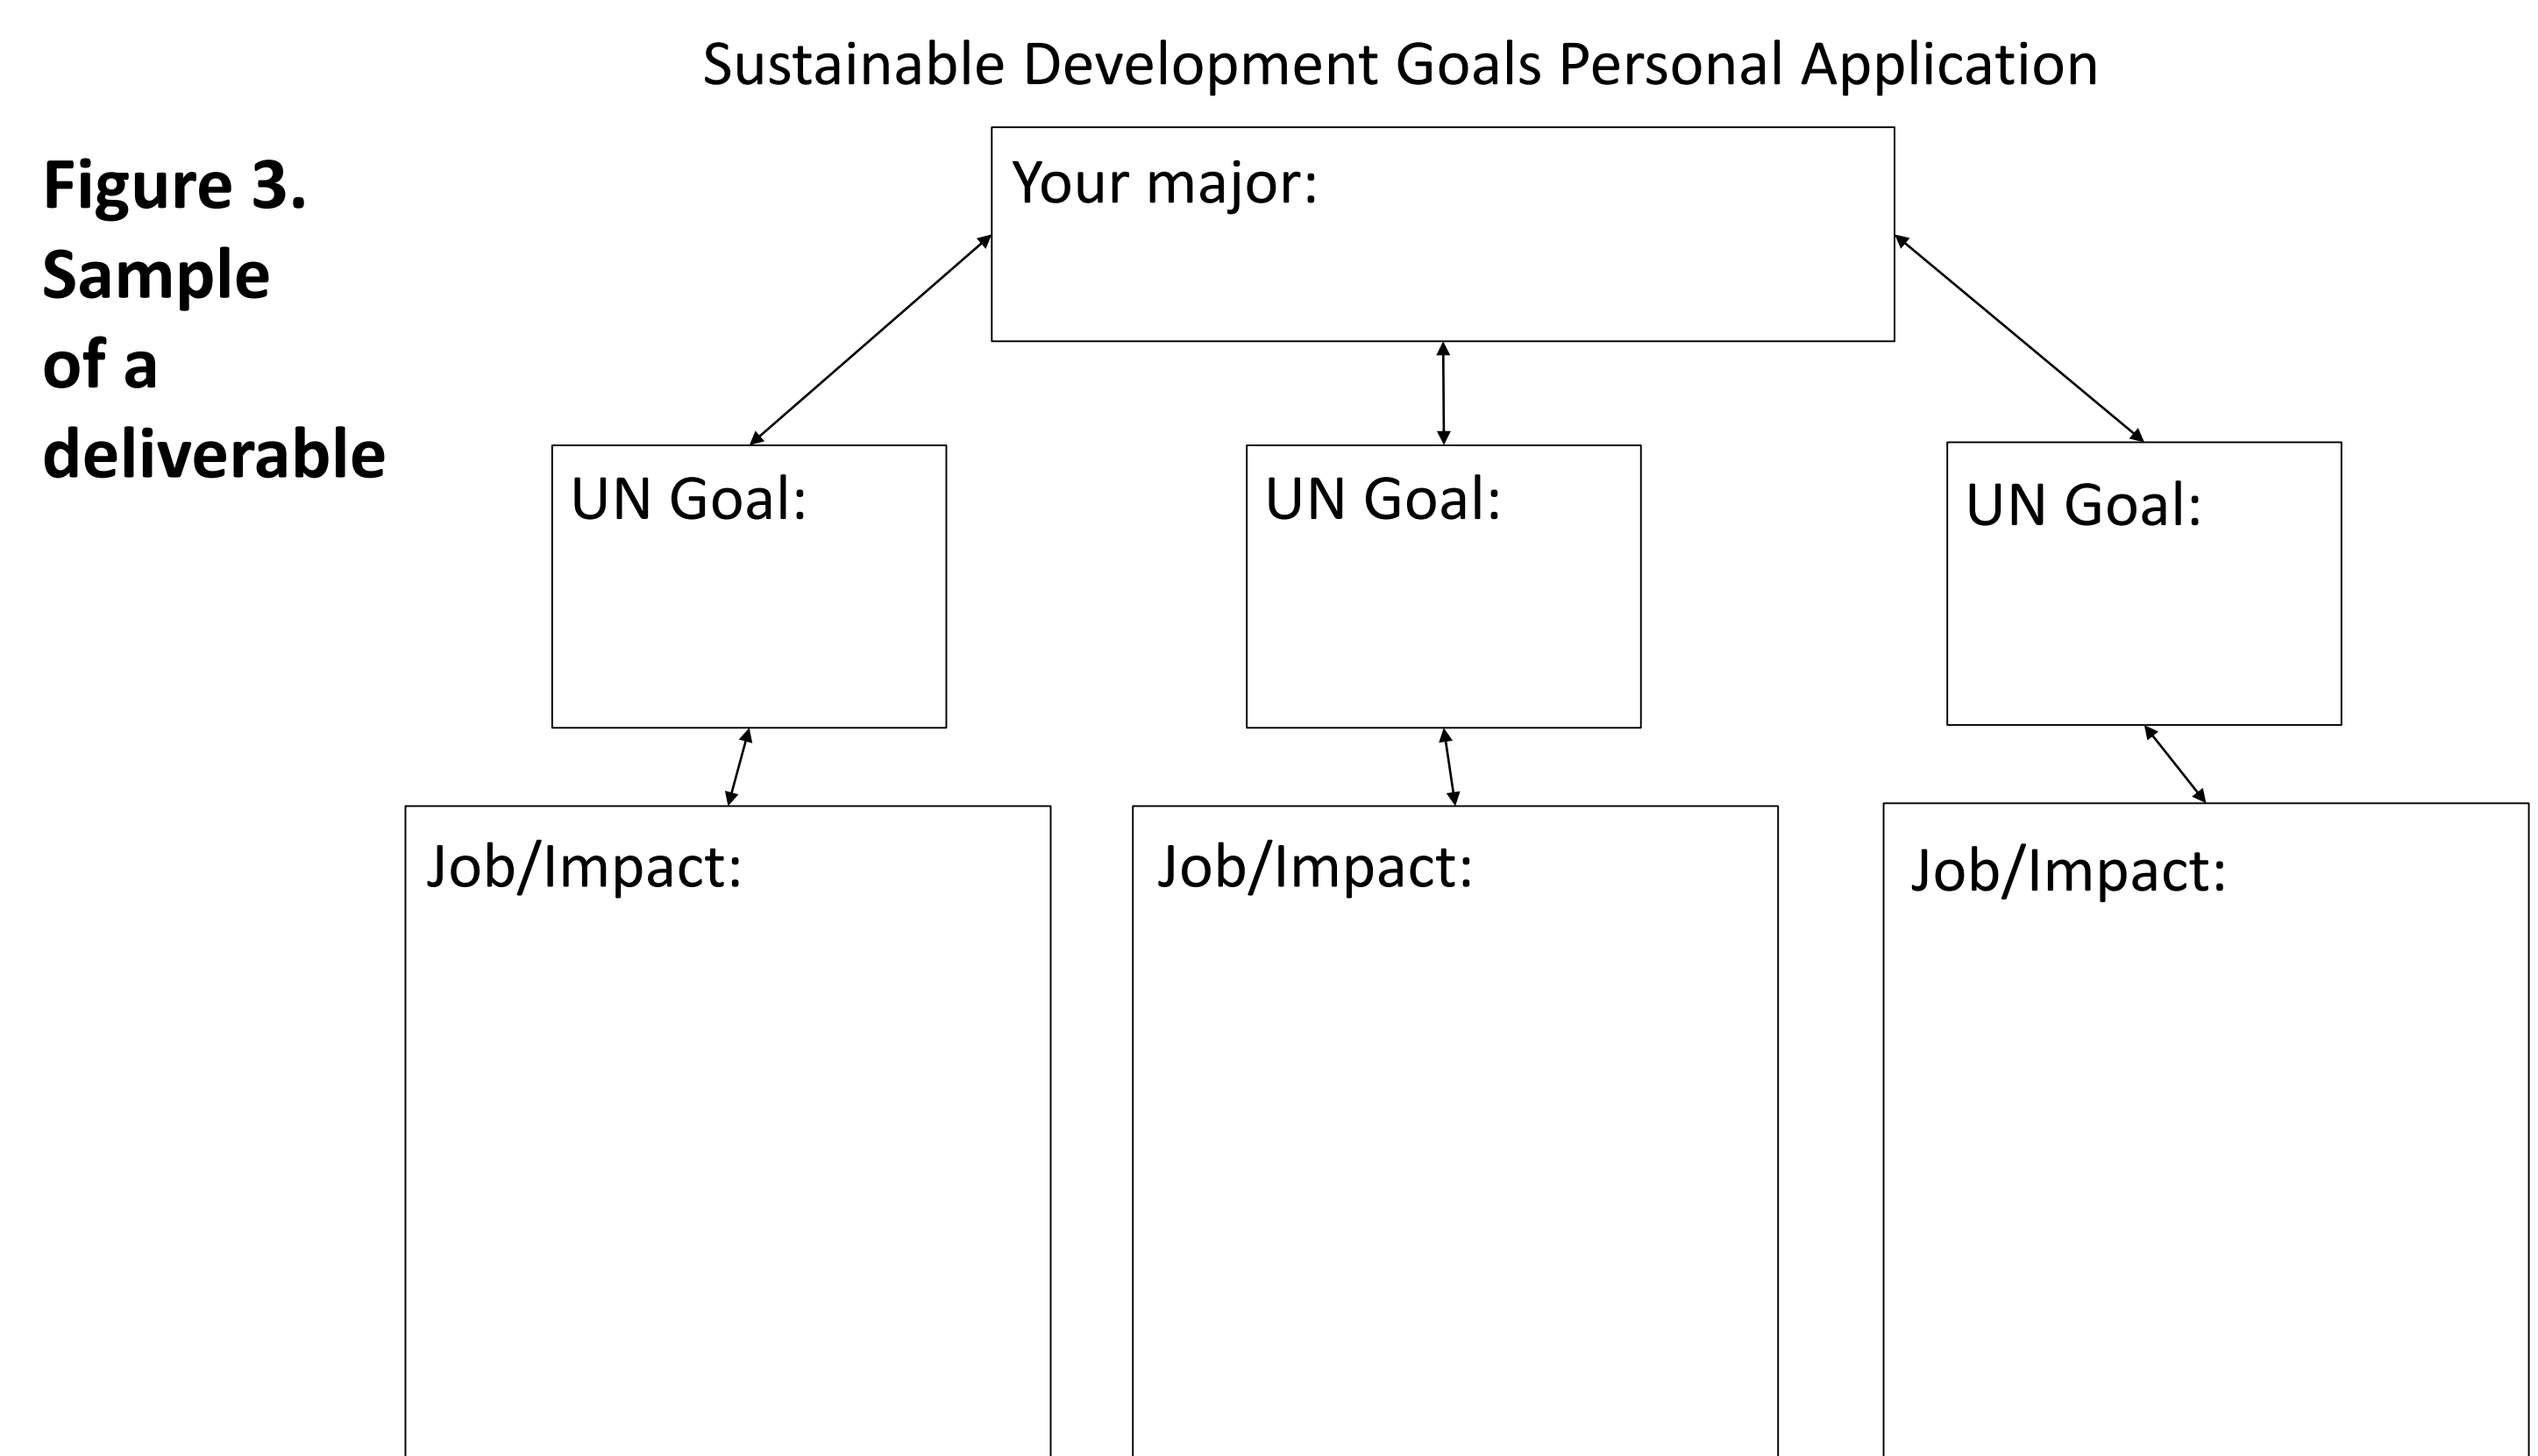 Sustainable Development Goals Personal Application
Figure 3.
Sample
of a
deliverable
Your major:
UN Goal:
UN Goal:
UN Goal:
Job/Impact:
Job/Impact:
Job/Impact: